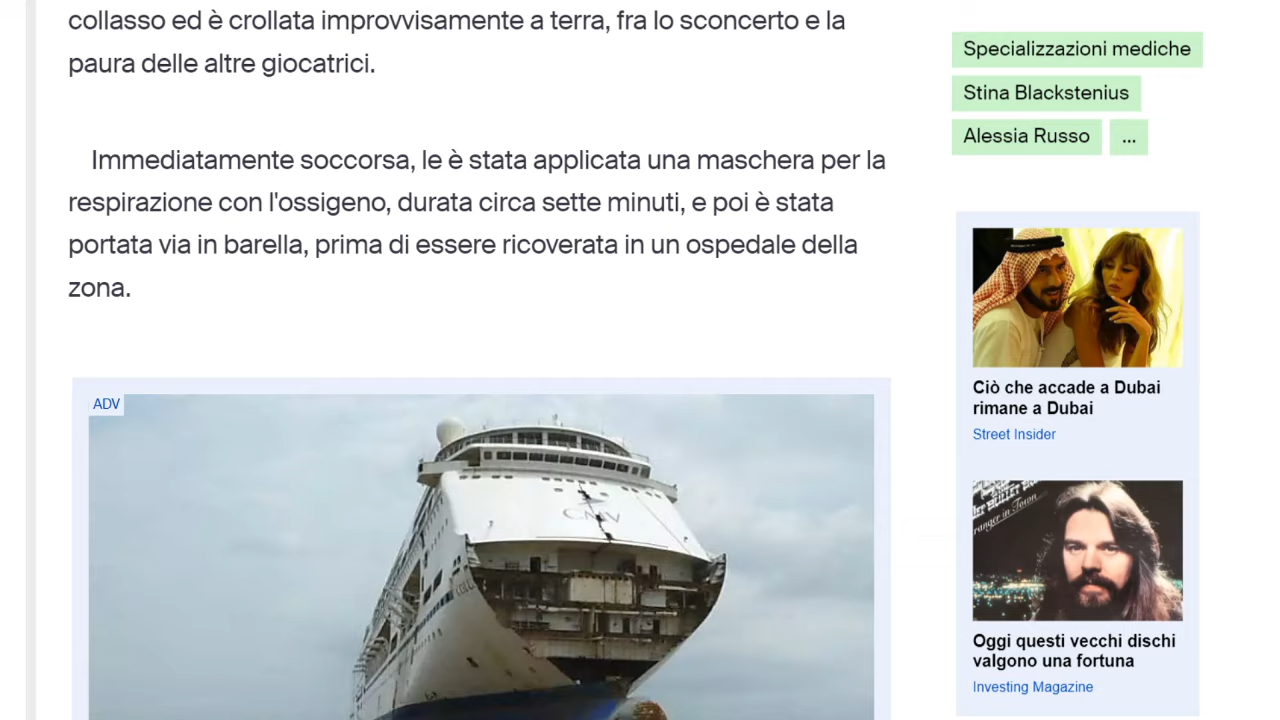 collasso ed è crollata improvvisamente a terra, fra lo sconcerto e la
paura delle altre giocatrici.
Immediatamente soccorsa, le è stata applicata una maschera per la
respirazione con l'ossigeno, durata circa sette minuti, e poi è stata
portata via in barella, prima di essere ricoverata in un ospedale della
zona.
ADV
CMV
Specializzazioni mediche
Stina Blackstenius
Alessia Russo
...
Ciò che accade a Dubai
rimane a Dubai
Street Insider
Oggi questi vecchi dischi
valgono una fortuna
Investing Magazine